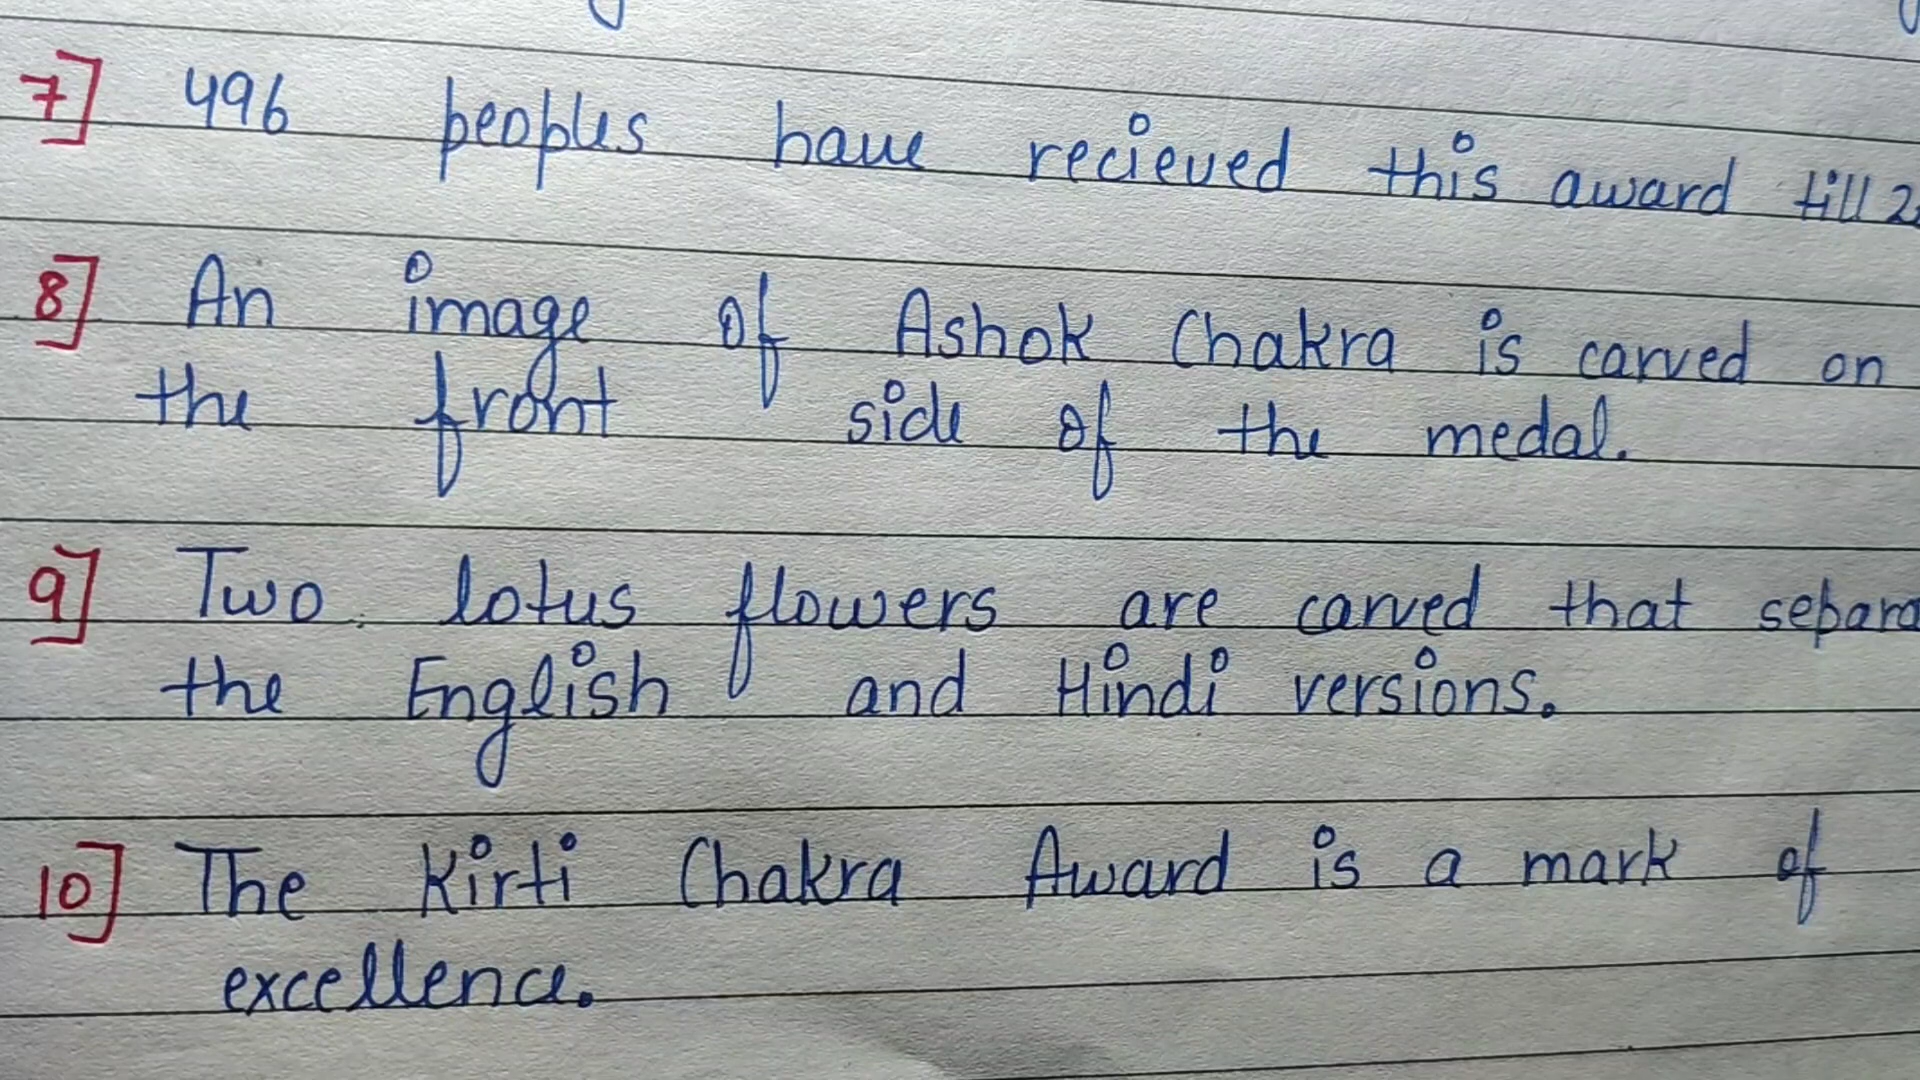 7] 496 peoples have recieved this award till
8] An image of Ashok Chakra is carved on
the front side of the medal.
9] Two lotus flowers are carved that
the English and Hindi versions.
10] The Kirti Chakra Award is a mark of
excellence.